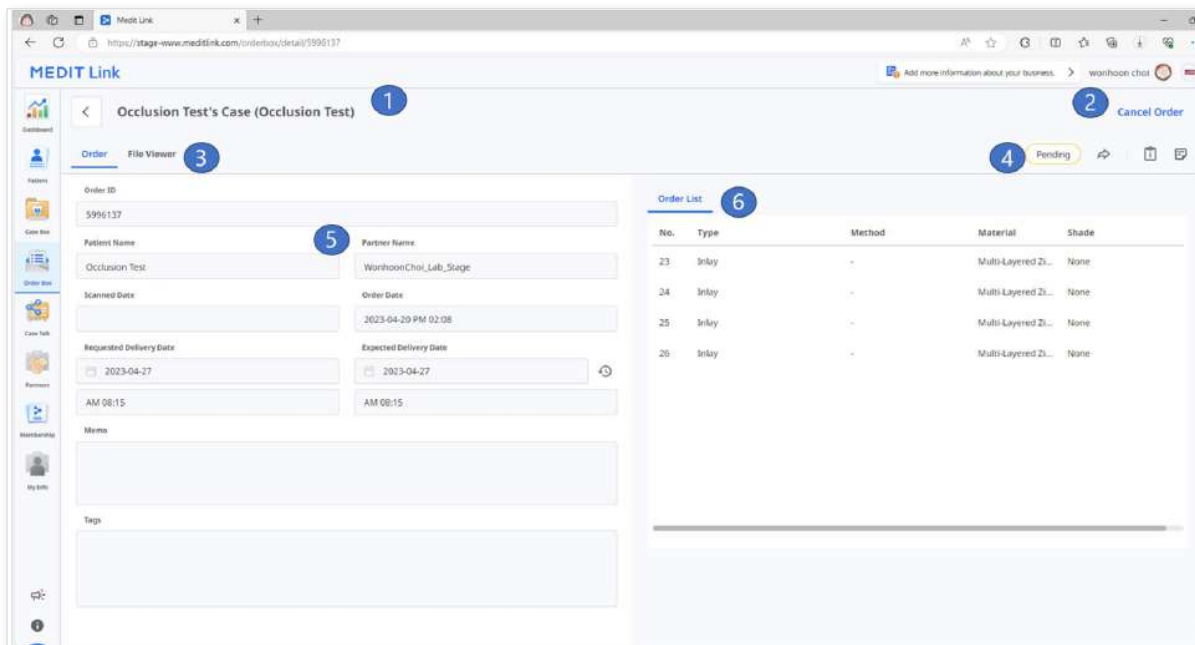 Medit Link
https://stage-www.meditlink.com/orderbox/detail/5996137
MEDIT Link
Add more information about your business.
wonhoon choi
Dashboard
Patient
Case Box
Order Box
Case Talk
Partners
Membership
My Info
Occlusion Test's Case (Occlusion Test)
1
2
Cancel Order
Order File Viewer
3
4
Pending
Order ID
5996137
5
Patient Name Partner Name
Occlusion Test WonhoonChoi_Lab_Stage
Scanned Date Order Date
2023-04-20 PM 02:08
Requested Delivery Date Expected Delivery Date
2023-04-27 2023-04-27
AM 08:15 AM 08:15
Memo
Tags
Order List
6
No. Type Method Material Shade
23 Inlay - Multi-Layered Zi... None
24 Inlay - Multi-Layered Zi... None
25 Inlay - Multi-Layered Zi... None
26 Inlay - Multi-Layered Zi... None